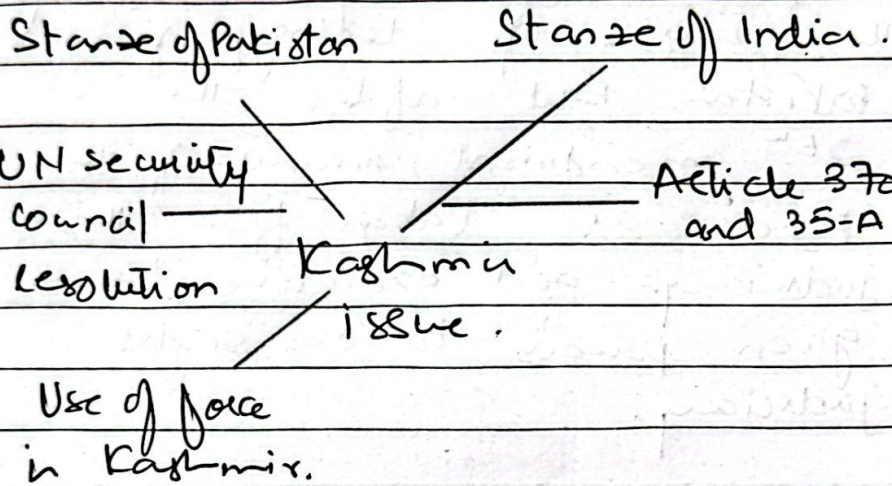 Stanze of Pakistan
Stanze of India.
UN security
council
resolution
Article 370
and 35-A
Kashmir
issue.
Use of force
in Kashmir.